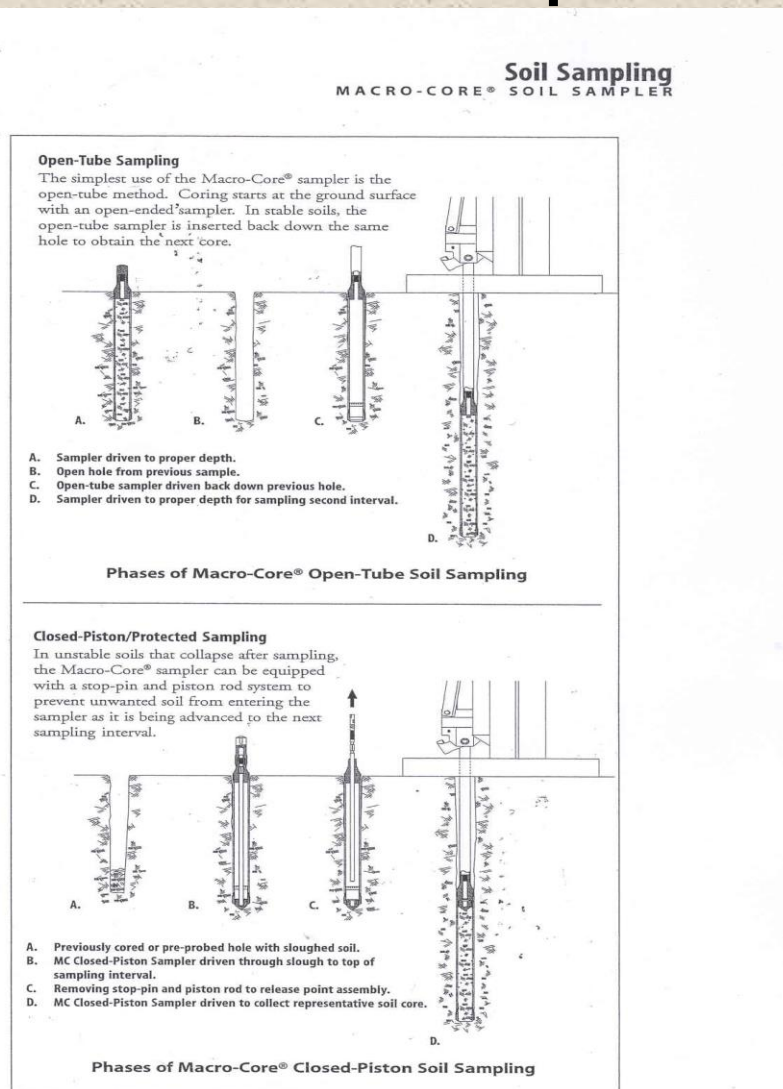 Soil Sampling
MACRO-CORE® SOIL SAMPLER
Open-Tube Sampling
The simplest use of the Macro-Core® sampler is the
open-tube method. Coring starts at the ground surface
with an open-ended sampler. In stable soils, the
open-tube sampler is inserted back down the same
hole to obtain the next core.
A.
B.
C.
D.
A. Sampler driven to proper depth.
B. Open hole from previous sample.
C. Open-tube sampler driven back down previous hole.
D. Sampler driven to proper depth for sampling second interval.
Phases of Macro-Core® Open-Tube Soil Sampling
Closed-Piston/Protected Sampling
In unstable soils that collapse after sampling,
the Macro-Core® sampler can be equipped
with a stop-pin and piston rod system to
prevent unwanted soil from entering the
sampler as it is being advanced to the next
sampling interval.
A.
B.
C.
D.
A. Previously cored or pre-probed hole with sloughed soil.
B. MC Closed-Piston Sampler driven through slough to top of
sampling interval.
C. Removing stop-pin and piston rod to release point assembly.
D. MC Closed-Piston Sampler driven to collect representative soil core.
Phases of Macro-Core® Closed-Piston Soil Sampling